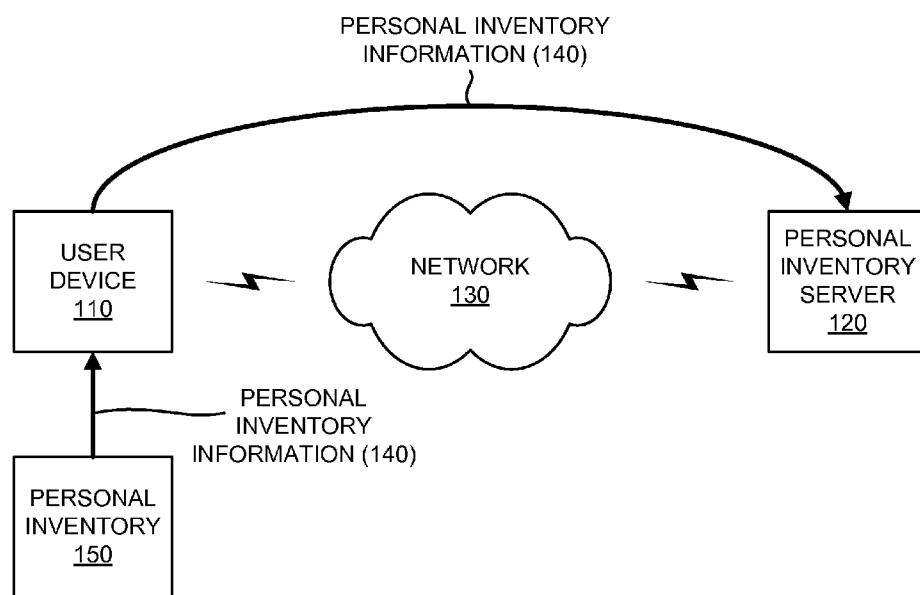 PERSONAL INVENTORY
INFORMATION (140)
USER
DEVICE
110
NETWORK
130
PERSONAL
INVENTORY
SERVER
120
PERSONAL
INVENTORY
INFORMATION (140)
PERSONAL
INVENTORY
150